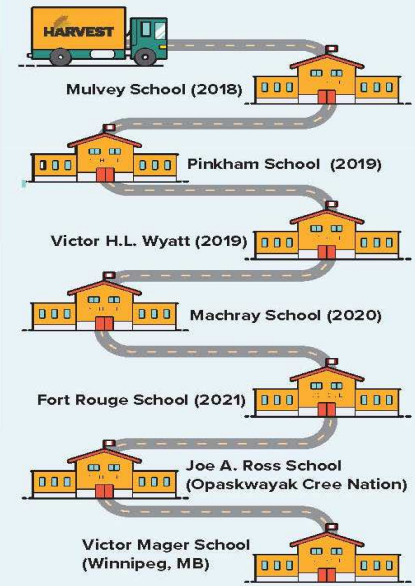 HARVEST
Mulvey School (2018)
Pinkham School (2019)
Victor H.L. Wyatt (2019)
Machray School (2020)
Fort Rouge School (2021)
Joe A. Ross School
(Opaskwayak Cree Nation)
Victor Mager School
(Winnipeg, MB)